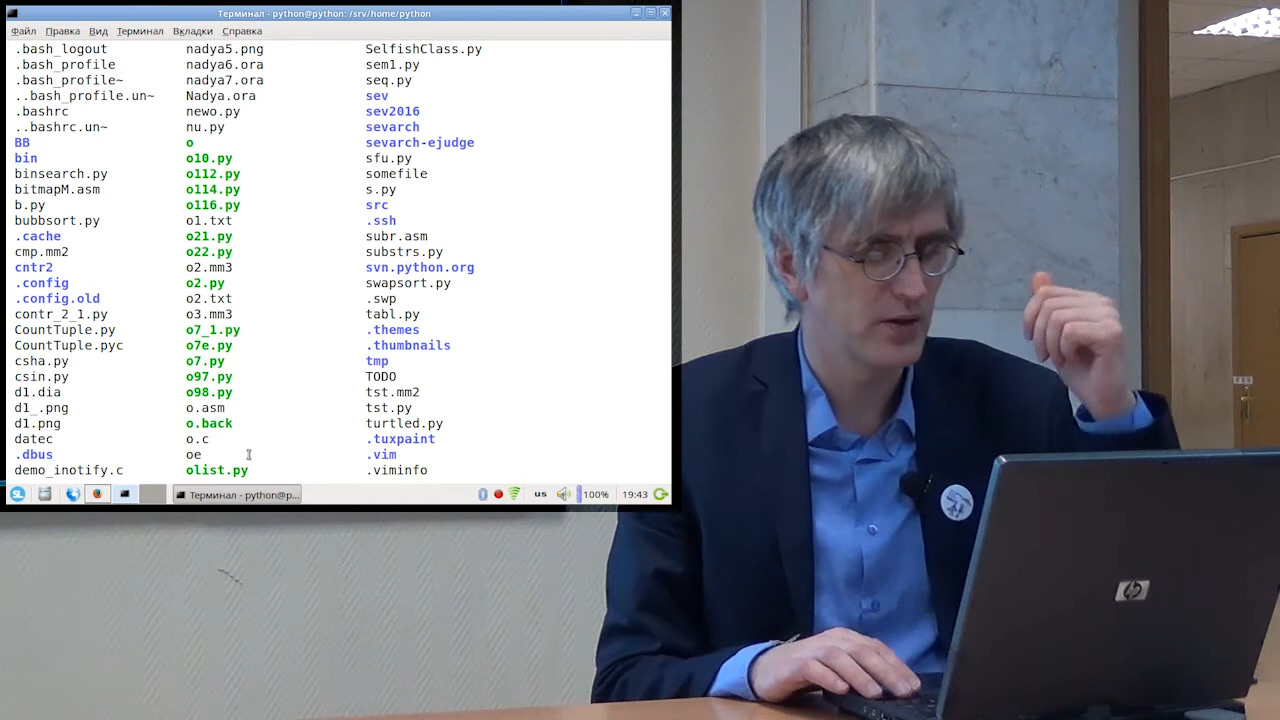 Терминал - python@python: /srv/home/python
Файл Правка Вид Терминал Вкладки Справка
.bash_logout nadya5.png SelfishClass.py
.bash_profile nadya6.ora sem1.py
.bash_profile~ nadya7.ora seq.py
..bash_profile.un~ Nadya.ora sev
.bashrc newo.py sev2016
..bashrc.un~ nu.py sevarch
BB o sevarch-ejudge
bin o10.py sfu.py
binsearch.py o112.py somefile
bitmapM.asm o114.py s.py
b.py o116.py src
bubbsort.py o1.txt .ssh
.cache o21.py subr.asm
cmp.mm2 o22.py substrs.py
cntr2 o2.mm3 svn.python.org
.config o2.py swapsort.py
.config.old o2.txt .swp
contr_2_1.py o3.mm3 tabl.py
CountTuple.py o7_1.py .themes
CountTuple.pyc o7e.py .thumbnails
csha.py o7.py tmp
csin.py o97.py TODO
d1.dia o98.py tst.mm2
d1_.png o.asm tst.py
d1.png o.back turtled.py
datec o.c .tuxpaint
.dbus oe .vim
demo_inotify.c olist.py .viminfo
Терминал - python@p... us 100% 19:43
hp